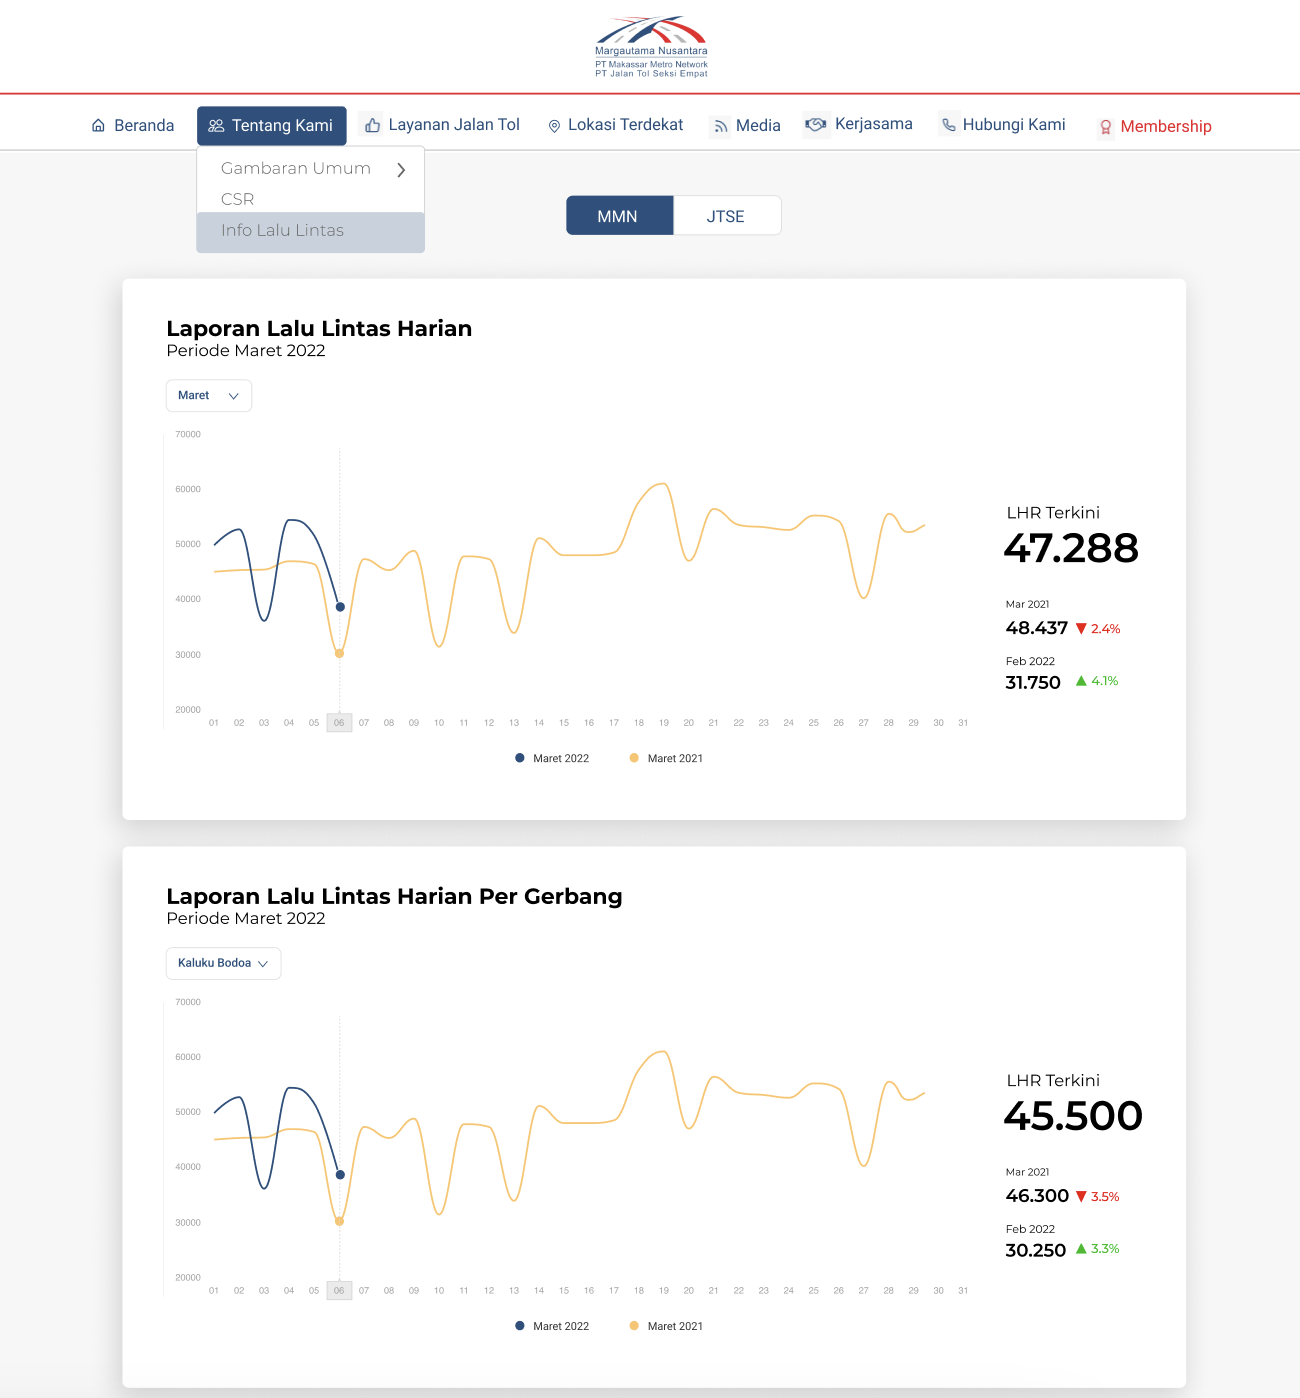 Margautama Nusantara
PT Makassar Metro Network
PT Jalan Tol Seksi Empat
Beranda
Tentang Kami
Layanan Jalan Tol
Lokasi Terdekat
Media
Kerjasama
Hubungi Kami
Membership
Gambaran Umum
CSR
Info Lalu Lintas
MMN
JTSE
Laporan Lalu Lintas Harian
Periode Maret 2022
Maret
70000
60000
50000
40000
30000
20000
01 02 03 04 05 06 07 08 09 10 11 12 13 14 15 16 17 18 19 20 21 22 23 24 25 26 27 28 29 30 31
Maret 2022
Maret 2021
LHR Terkini
47.288
Mar 2021
48.437 2.4%
Feb 2022
31.750 4.1%
Laporan Lalu Lintas Harian Per Gerbang
Periode Maret 2022
Kaluku Bodoa
70000
60000
50000
40000
30000
20000
01 02 03 04 05 06 07 08 09 10 11 12 13 14 15 16 17 18 19 20 21 22 23 24 25 26 27 28 29 30 31
Maret 2022
Maret 2021
LHR Terkini
45.500
Mar 2021
46.300 3.5%
Feb 2022
30.250 3.3%